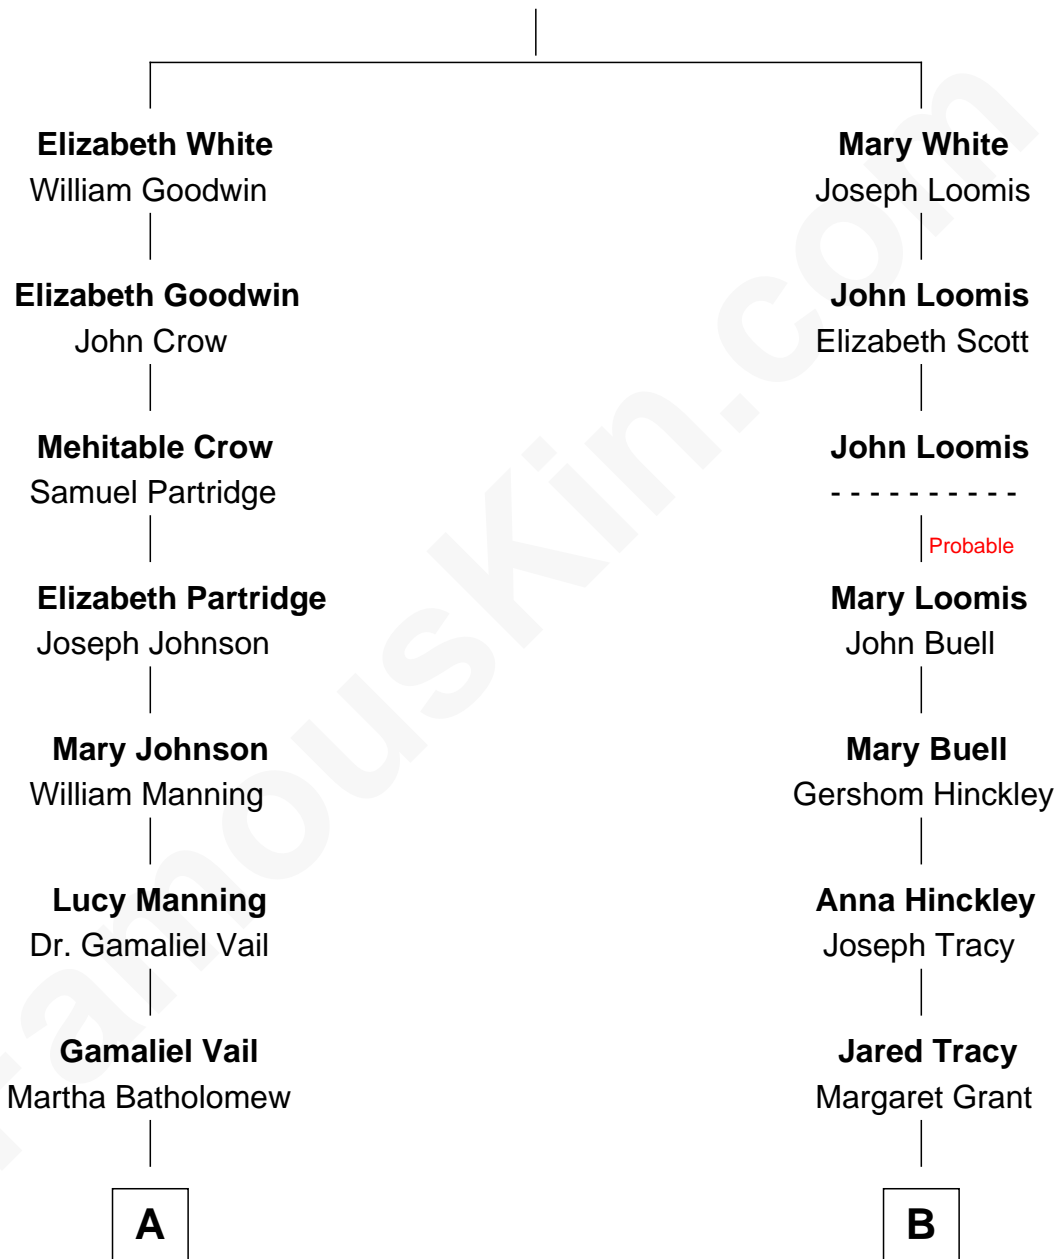 Elizabeth White
William Goodwin
Mary White
Joseph Loomis
Elizabeth Goodwin
John Crow
John Loomis
Elizabeth Scott
Mehitable Crow
Samuel Partridge
John Loomis
- - - - - - - - - -
Probable
Elizabeth Partridge
Joseph Johnson
Mary Loomis
John Buell
Mary Johnson
William Manning
Mary Buell
Gershom Hinckley
Lucy Manning
Dr. Gamaliel Vail
Anna Hinckley
Joseph Tracy
Gamaliel Vail
Martha Batholomew
Jared Tracy
Margaret Grant
A
B
FamousKin.com